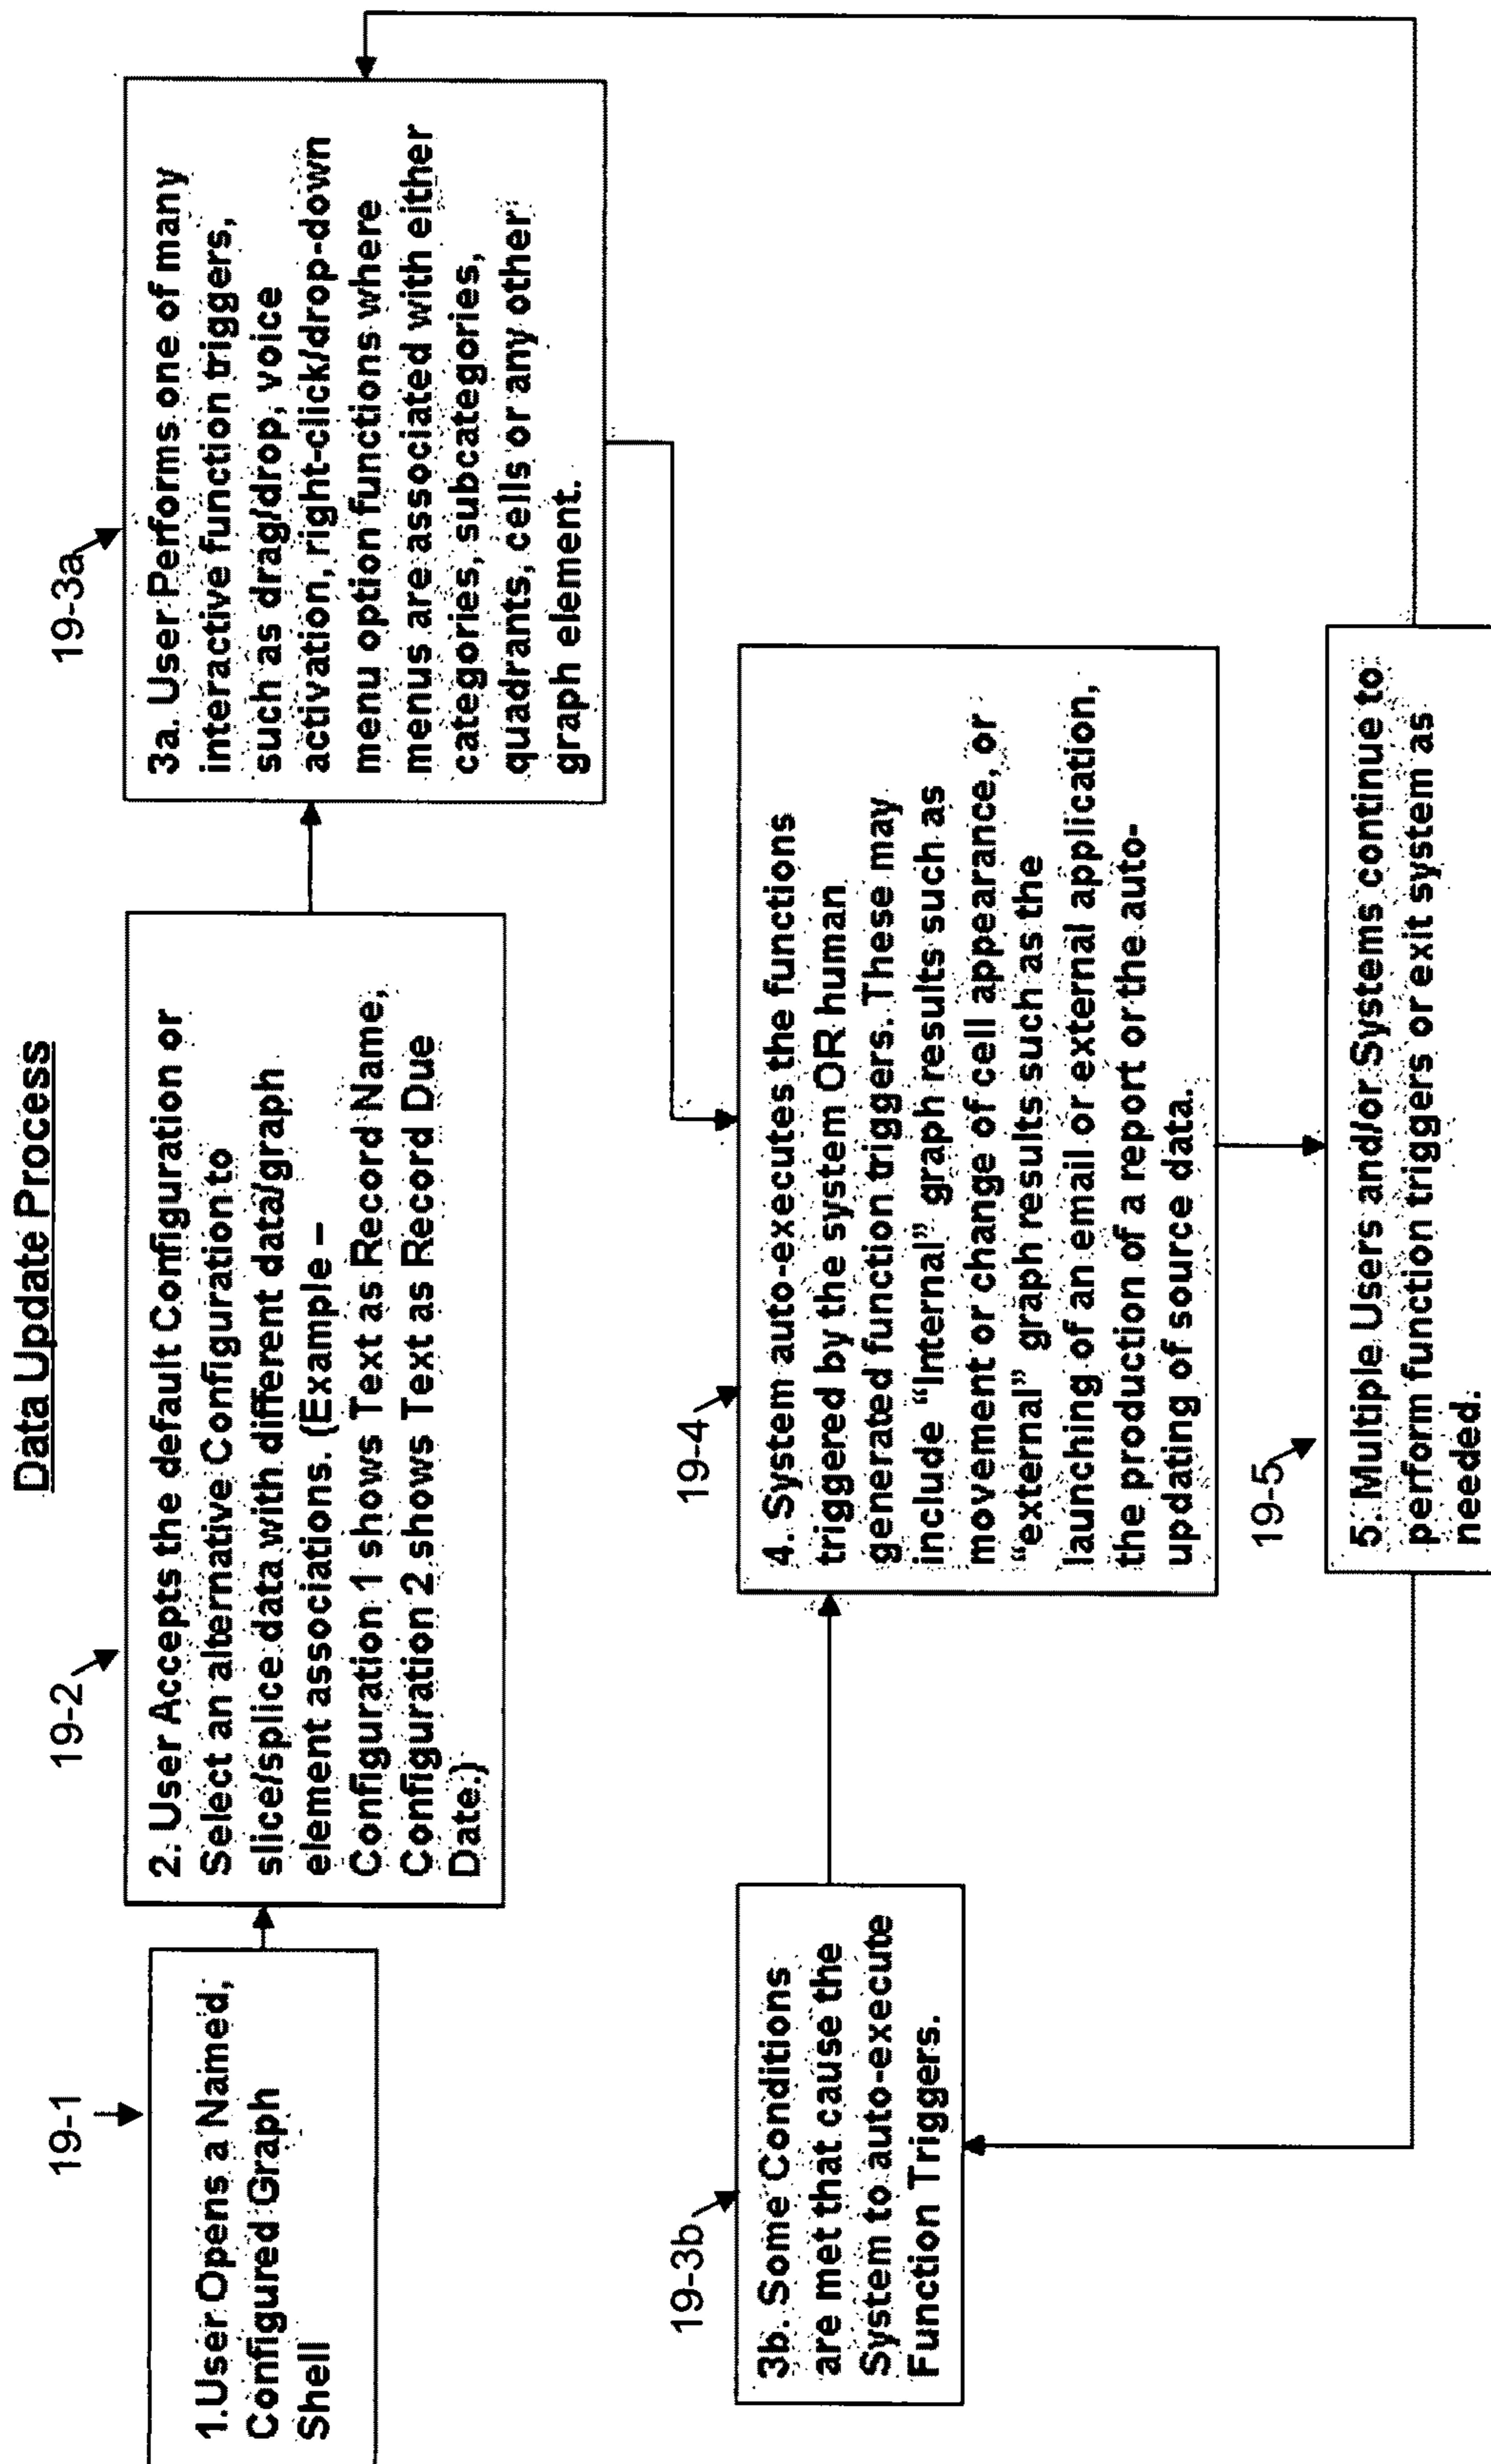 Data Update Process
19-1
1.User Opens a Named,
Configured Graph
Shell
19-2
2. User Accepts the default Configuration or
Select an alternative Configuration to
slice/splice data with different data/graph
element associations. (Example –
Configuration 1 shows Text as Record Name,
Configuration 2 shows Text as Record Due
Date.)
19-3a
3a. User Performs one of many
interactive function triggers,
such as drag/drop, voice
activation, right-click/drop-down
menu option functions where
menus are associated with either
categories, subcategories,
quadrants, cells or any other
graph element.
19-3b
3b. Some Conditions
are met that cause the
System to auto-execute
Function Triggers.
19-4
4. System auto-executes the functions
triggered by the system OR human
generated function triggers. These may
include “Internal” graph results such as
movement or change of cell appearance, or
“external” graph results such as the
launching of an email or external application,
the production of a report or the auto-
updating of source data.
19-5
5. Multiple Users and/or Systems continue to
perform function triggers or exit system as
needed.